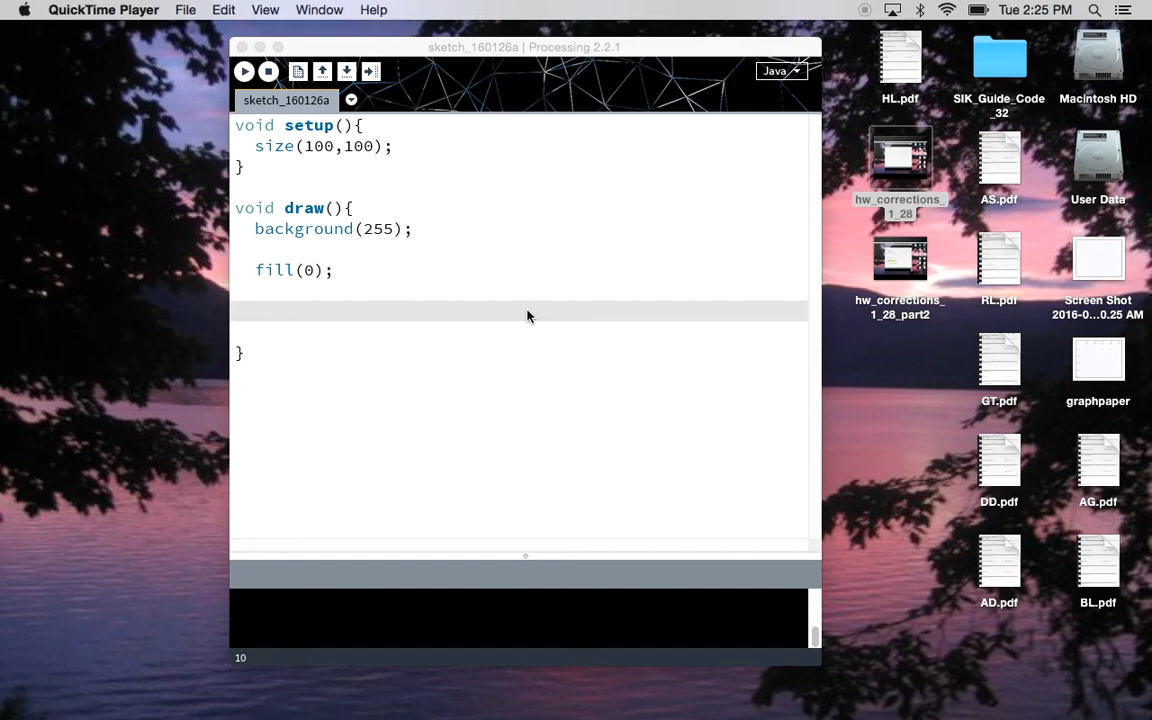 QuickTime Player File Edit View Window Help Tue 2:25 PM
sketch_160126a | Processing 2.2.1
Java
sketch_160126a
void setup(){
size(100,100);
}
void draw(){
background(255);
fill(0);
}
10
HL.pdf
SIK_Guide_Code
_32
Macintosh HD
hw_corrections_
1_28
AS.pdf
User Data
hw_corrections_
1_28_part2
RL.pdf
Screen Shot
2016-0...0.25 AM
GT.pdf
graphpaper
DD.pdf
AG.pdf
AD.pdf
BL.pdf